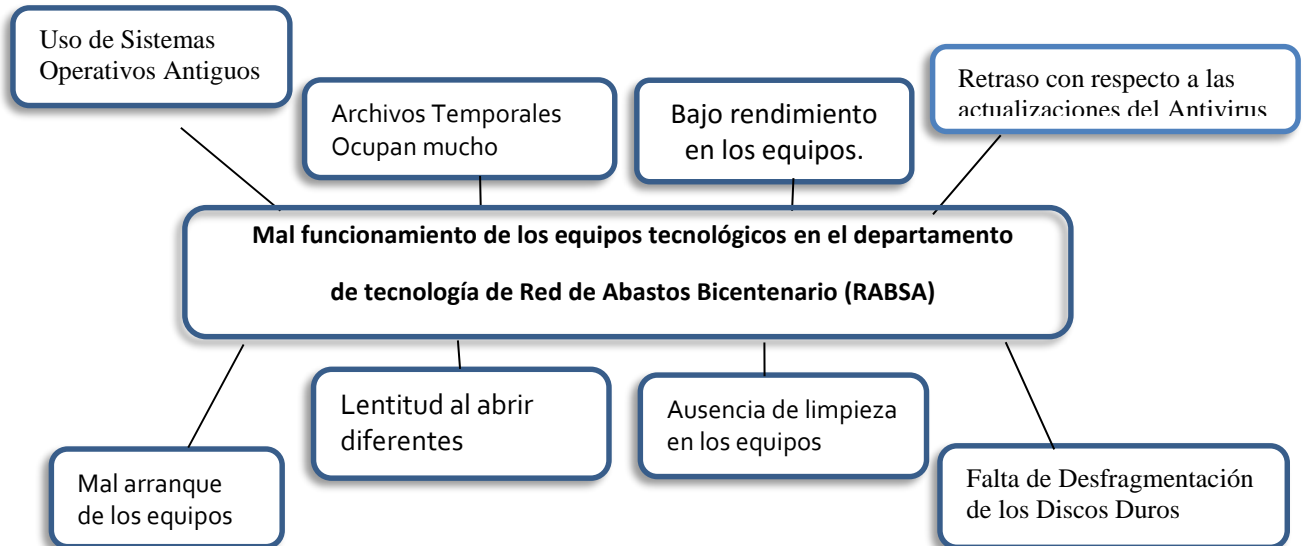 Uso de Sistemas
Operativos Antiguos
Archivos Temporales
Ocupan mucho
Bajo rendimiento
en los equipos.
Retraso con respecto a las
actualizaciones del Antivirus
Mal funcionamiento de los equipos tecnológicos en el departamento
de tecnología de Red de Abastos Bicentenario (RABSA)
Mal arranque
de los equipos
Lentitud al abrir
diferentes
Ausencia de limpieza
en los equipos
Falta de Desfragmentación
de los Discos Duros